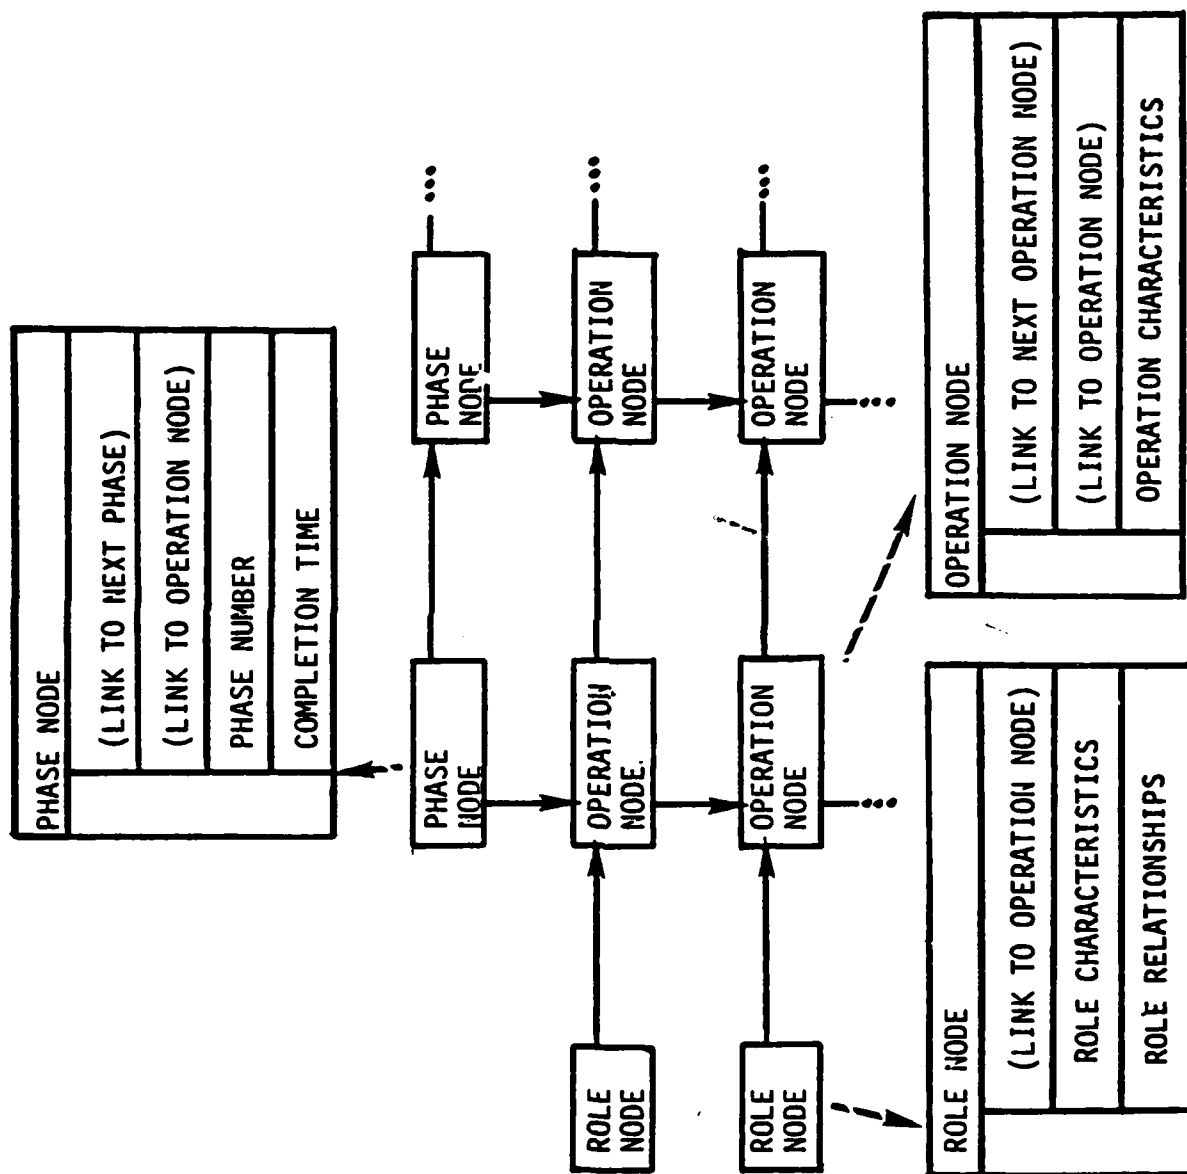 PHASE NODE
(LINK TO NEXT PHASE)
(LINK TO OPERATION NODE)
PHASE NUMBER
COMPLETION TIME
PHASE
NODE
PHASE
NODE
...
ROLE
NODE
OPERATION
NODE
OPERATION
NODE
...
ROLE
NODE
OPERATION
NODE
OPERATION
NODE
...
...
...
ROLE NODE
(LINK TO OPERATION NODE)
ROLE CHARACTERISTICS
ROLE RELATIONSHIPS
OPERATION NODE
(LINK TO NEXT OPERATION NODE)
(LINK TO OPERATION NODE)
OPERATION CHARACTERISTICS